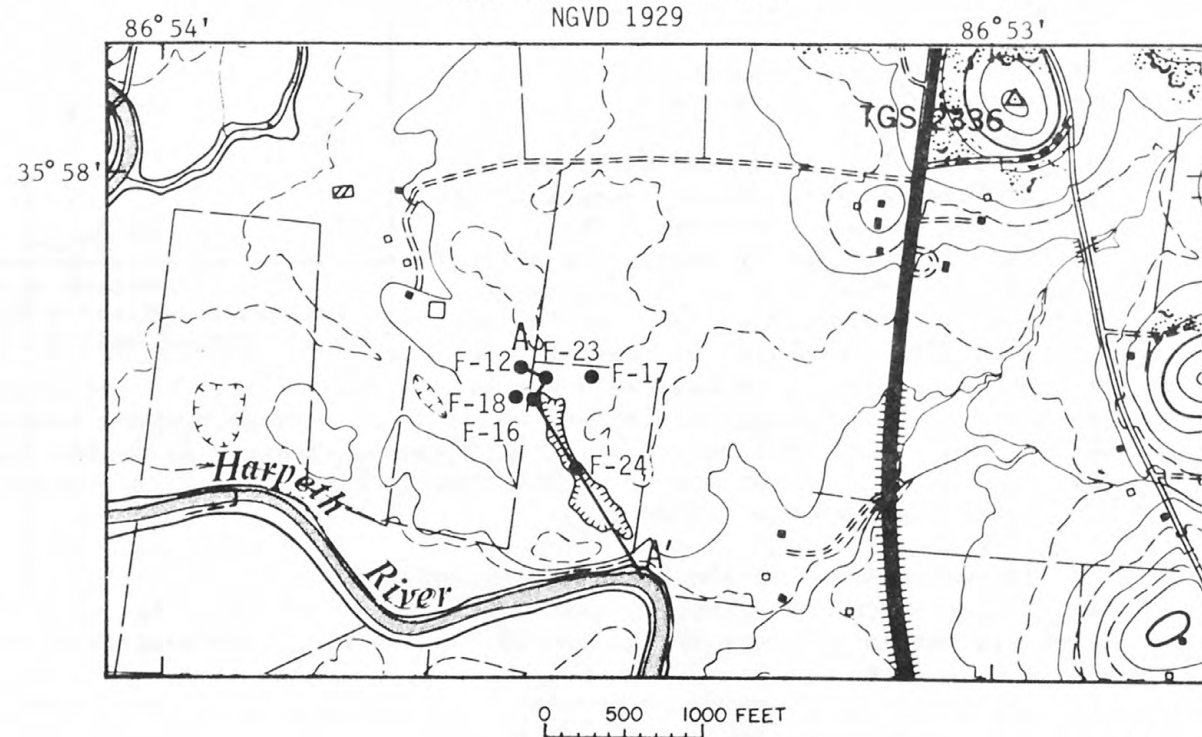 NGVD 1929
86° 54'
86° 53'
TGS 2336
35° 58'
A
F-12
F-23
F-17
F-18
F-16
F-24
Harpeth
River
A'
0 500 1000 FEET